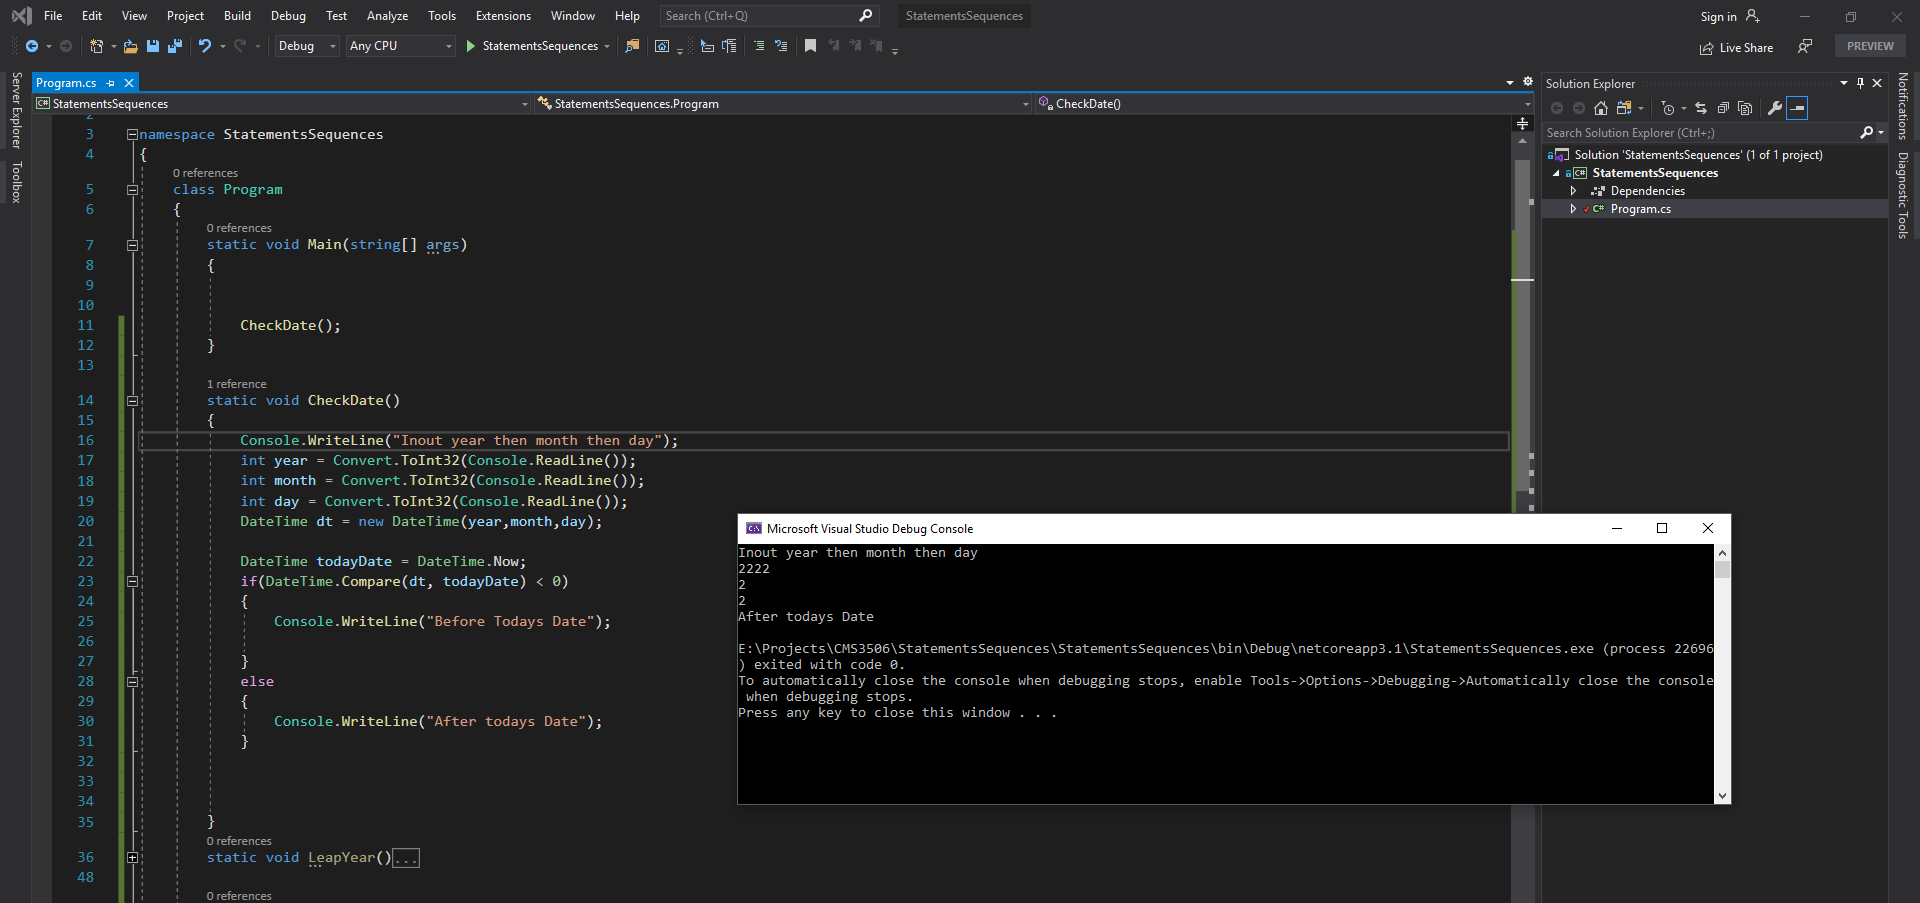 File Edit View Project Build Debug Test Analyze Tools Extensions Window Help Search (Ctrl+Q) StatementsSequences Sign in
Debug Any CPU StatementsSequences Live Share PREVIEW
Server Explorer
Toolbox
Program.cs
StatementsSequences StatementsSequences.Program CheckDate()
2
3 namespace StatementsSequences
4 {
0 references
5 class Program
6 {
0 references
7 static void Main(string[] args)
8 {
9
10
11 CheckDate();
12 }
13
1 reference
14 static void CheckDate()
15 {
16 Console.WriteLine("Inout year then month then day");
17 int year = Convert.ToInt32(Console.ReadLine());
18 int month = Convert.ToInt32(Console.ReadLine());
19 int day = Convert.ToInt32(Console.ReadLine());
20 DateTime dt = new DateTime(year,month,day);
21
22 DateTime todayDate = DateTime.Now;
23 if(DateTime.Compare(dt, todayDate) < 0)
24 {
25 Console.WriteLine("Before Todays Date");
26
27 }
28 else
29 {
30 Console.WriteLine("After todays Date");
31 }
32
33
34
35 }
0 references
36 static void LeapYear()...
48
0 references
Microsoft Visual Studio Debug Console
Inout year then month then day
2222
2
2
After todays Date
E:\Projects\CMS3506\StatementsSequences\StatementsSequences\bin\Debug\netcoreapp3.1\StatementsSequences.exe (process 22696
) exited with code 0.
To automatically close the console when debugging stops, enable Tools->Options->Debugging->Automatically close the console
when debugging stops.
Press any key to close this window . . .
Solution Explorer
Search Solution Explorer (Ctrl+;)
Solution 'StatementsSequences' (1 of 1 project)
C# StatementsSequences
Dependencies
C# Program.cs
Notifications
Diagnostic Tools